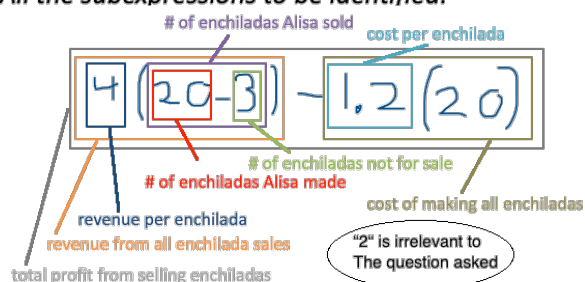 All the subexpressions to be identified.
# of enchiladas Alisa sold
cost per enchilada
4(20-3) - 1.2(20)
# of enchiladas not for sale
# of enchiladas Alisa made
cost of making all enchiladas
revenue per enchilada
"2" is irrelevant to
The question asked
revenue from all enchilada sales
total profit from selling enchiladas